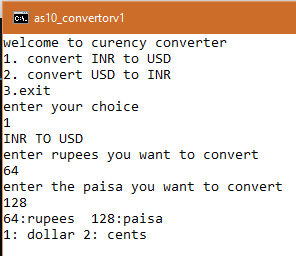 as10_convertorv1
welcome to curency converter
1. convert INR to USD
2. convert USD to INR
3.exit
enter your choice
1
INR TO USD
enter rupees you want to convert
64
enter the paisa you want to convert
128
64:rupees  128:paisa
1: dollar 2: cents